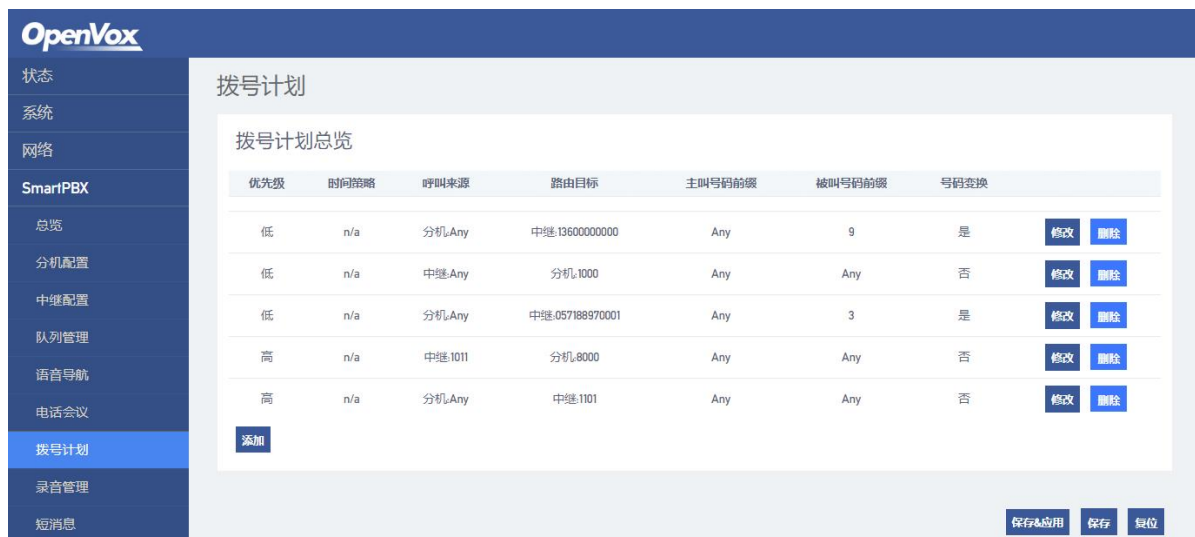 OpenVox
状态
系统
网络
SmartPBX
总览
分机配置
中继配置
队列管理
语音导航
电话会议
拨号计划
录音管理
短消息
拨号计划
拨号计划总览
优先级 时间策略 呼叫来源 路由目标 主叫号码前缀 被叫号码前缀 号码变换
低 n/a 分机:Any 中继:13600000000 Any 9 是 修改 删除
低 n/a 中继:Any 分机:1000 Any Any 否 修改 删除
低 n/a 分机:Any 中继:057188970001 Any 3 是 修改 删除
高 n/a 中继:1011 分机:8000 Any Any 否 修改 删除
高 n/a 分机:Any 中继:1101 Any Any 否 修改 删除
添加
保存&应用 保存 复位